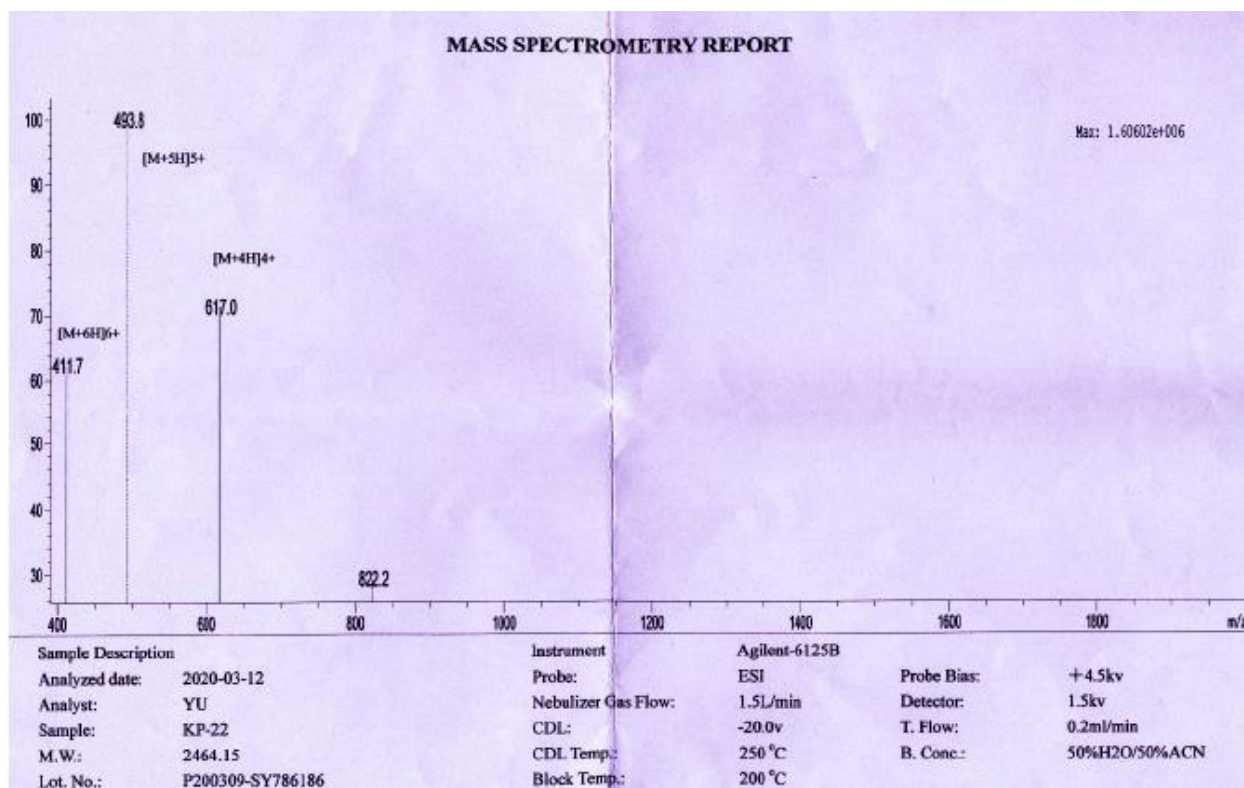 MASS SPECTROMETRY REPORT
100
493.8
Max: 1.60602e+006
[M+5H]5+
90
80
[M+4H]4+
617.0
70
[M+6H]6+
411.7
60
50
40
30
822.2
400 600 800 1000 1200 1400 1600 1800 m/z
Sample Description Instrument Agilent-6125B
Analyzed date: 2020-03-12 Probe: ESI Probe Bias: +4.5kv
Analyst: YU Nebulizer Gas Flow: 1.5L/min Detector: 1.5kv
Sample: KP-22 CDL: -20.0v T. Flow: 0.2ml/min
M.W.: 2464.15 CDL Temp.: 250 °C B. Conc.: 50%H2O/50%ACN
Lot. No.: P200309-SY786186 Block Temp.: 200 °C